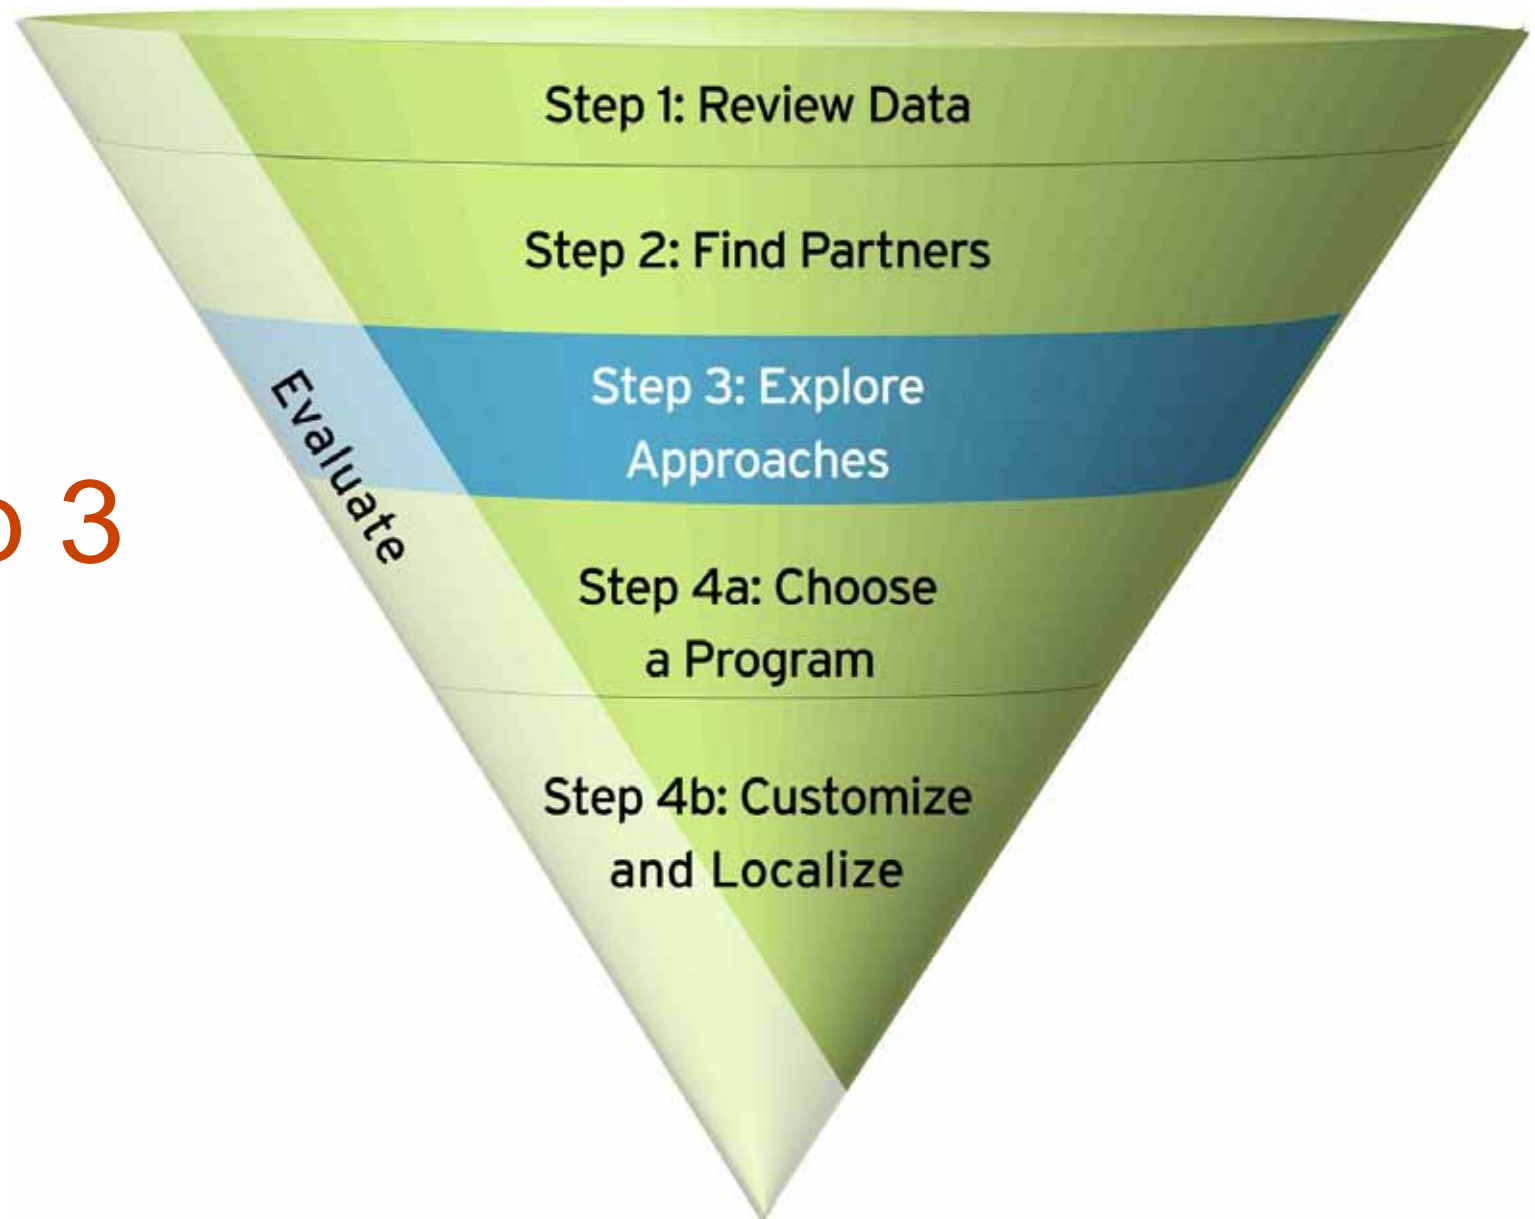 Step 1: Review Data
Step 2: Find Partners
Step 3: Explore
Approaches
Evaluate
3
Step 4a: Choose
a Program
Step 4b: Customize
and Localize